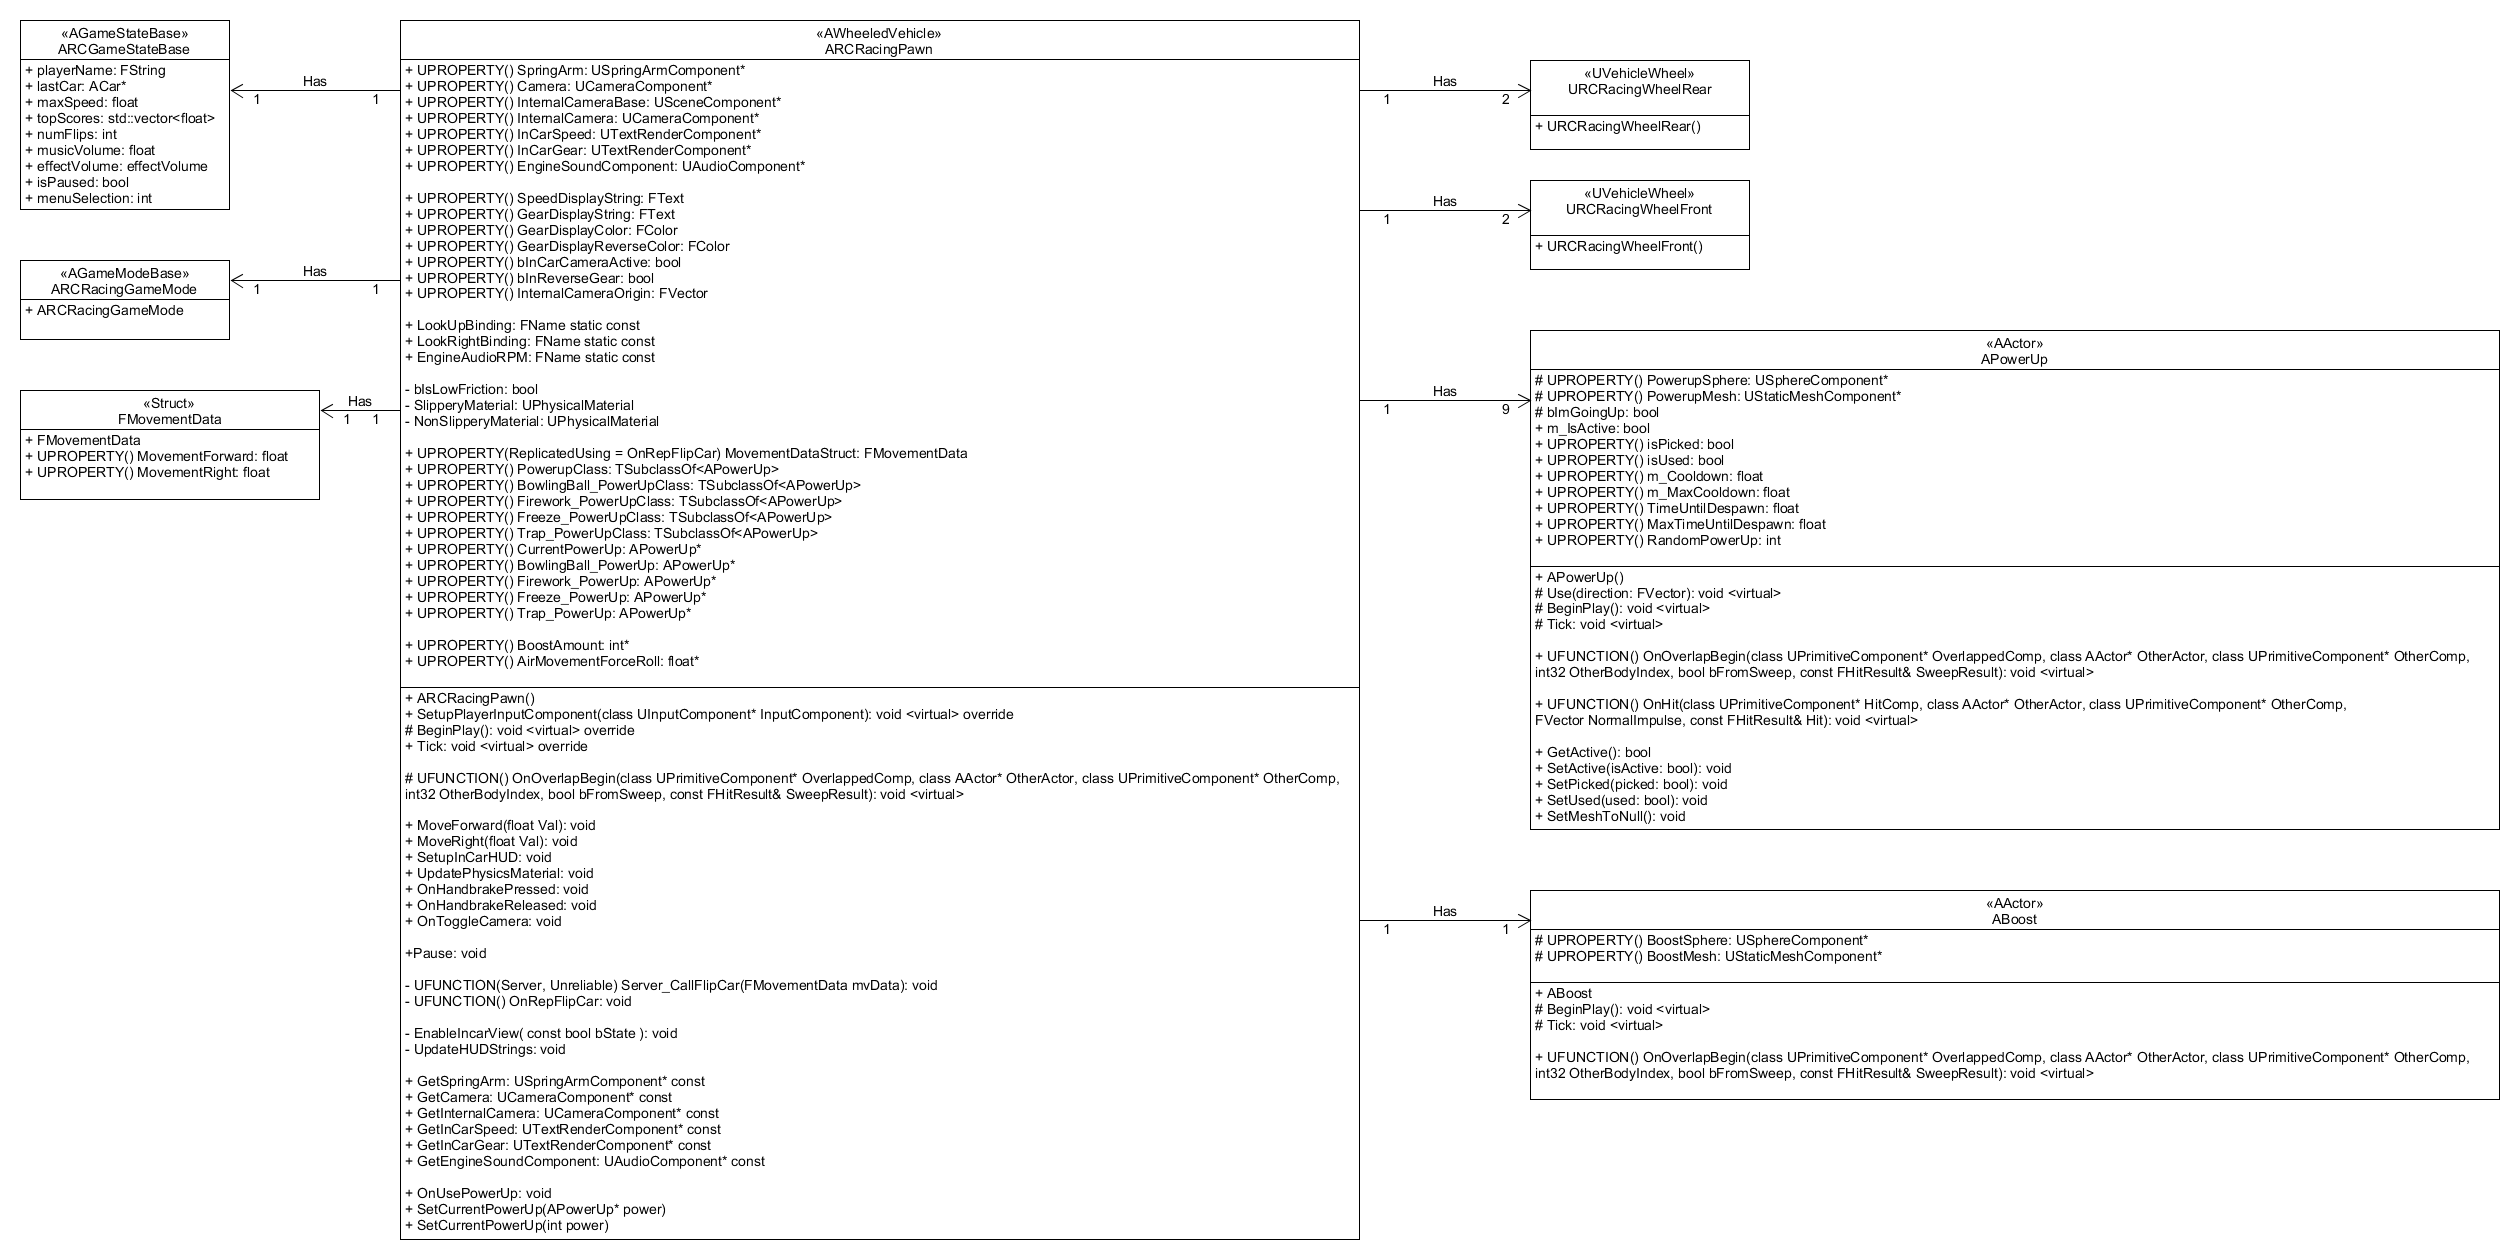 «AGameStateBase»
ARCGameStateBase
+ playerName: FString
+ lastCar: ACar*
+ maxSpeed: float
+ topScores: std::vector<float>
+ numFlips: int
+ musicVolume: float
+ effectVolume: effectVolume
+ isPaused: bool
+ menuSelection: int
Has
1
1
«AGameModeBase»
ARCRacingGameMode
+ ARCRacingGameMode
Has
1
1
«Struct»
FMovementData
+ FMovementData
+ UPROPERTY() MovementForward: float
+ UPROPERTY() MovementRight: float
Has
1
1
«AWheeledVehicle»
ARCRacingPawn
+ UPROPERTY() SpringArm: USpringArmComponent*
+ UPROPERTY() Camera: UCameraComponent*
+ UPROPERTY() InternalCameraBase: USceneComponent*
+ UPROPERTY() InternalCamera: UCameraComponent*
+ UPROPERTY() InCarSpeed: UTextRenderComponent*
+ UPROPERTY() InCarGear: UTextRenderComponent*
+ UPROPERTY() EngineSoundComponent: UAudioComponent*
+ UPROPERTY() SpeedDisplayString: FText
+ UPROPERTY() GearDisplayString: FText
+ UPROPERTY() GearDisplayColor: FColor
+ UPROPERTY() GearDisplayReverseColor: FColor
+ UPROPERTY() bInCarCameraActive: bool
+ UPROPERTY() bInReverseGear: bool
+ UPROPERTY() InternalCameraOrigin: FVector
+ LookUpBinding: FName static const
+ LookRightBinding: FName static const
+ EngineAudioRPM: FName static const
- bIsLowFriction: bool
- SlipperyMaterial: UPhysicalMaterial
- NonSlipperyMaterial: UPhysicalMaterial
+ UPROPERTY(ReplicatedUsing = OnRepFlipCar) MovementDataStruct: FMovementData
+ UPROPERTY() PowerupClass: TSubclassOf<APowerUp>
+ UPROPERTY() BowlingBall_PowerUpClass: TSubclassOf<APowerUp>
+ UPROPERTY() Firework_PowerUpClass: TSubclassOf<APowerUp>
+ UPROPERTY() Freeze_PowerUpClass: TSubclassOf<APowerUp>
+ UPROPERTY() Trap_PowerUpClass: TSubclassOf<APowerUp>
+ UPROPERTY() CurrentPowerUp: APowerUp*
+ UPROPERTY() BowlingBall_PowerUp: APowerUp*
+ UPROPERTY() Firework_PowerUp: APowerUp*
+ UPROPERTY() Freeze_PowerUp: APowerUp*
+ UPROPERTY() Trap_PowerUp: APowerUp*
+ UPROPERTY() BoostAmount: int*
+ UPROPERTY() AirMovementForceRoll: float*
+ ARCRacingPawn()
+ SetupPlayerInputComponent(class UInputComponent* InputComponent): void <virtual> override
# BeginPlay(): void <virtual> override
+ Tick: void <virtual> override
# UFUNCTION() OnOverlapBegin(class UPrimitiveComponent* OverlappedComp, class AActor* OtherActor, class UPrimitiveComponent* OtherComp,
int32 OtherBodyIndex, bool bFromSweep, const FHitResult& SweepResult): void <virtual>
+ MoveForward(float Val): void
+ MoveRight(float Val): void
+ SetupInCarHUD: void
+ UpdatePhysicsMaterial: void
+ OnHandbrakePressed: void
+ OnHandbrakeReleased: void
+ OnToggleCamera: void
+Pause: void
- UFUNCTION(Server, Unreliable) Server_CallFlipCar(FMovementData mvData): void
- UFUNCTION() OnRepFlipCar: void
- EnableIncarView( const bool bState ): void
- UpdateHUDStrings: void
+ GetSpringArm: USpringArmComponent* const
+ GetCamera: UCameraComponent* const
+ GetInternalCamera: UCameraComponent* const
+ GetInCarSpeed: UTextRenderComponent* const
+ GetInCarGear: UTextRenderComponent* const
+ GetEngineSoundComponent: UAudioComponent* const
+ OnUsePowerUp: void
+ SetCurrentPowerUp(APowerUp* power)
+ SetCurrentPowerUp(int power)
Has
1
2
«UVehicleWheel»
URCRacingWheelRear
+ URCRacingWheelRear()
Has
1
2
«UVehicleWheel»
URCRacingWheelFront
+ URCRacingWheelFront()
Has
1
9
«AActor»
APowerUp
# UPROPERTY() PowerupSphere: USphereComponent*
# UPROPERTY() PowerupMesh: UStaticMeshComponent*
# bImGoingUp: bool
+ m_IsActive: bool
+ UPROPERTY() isPicked: bool
+ UPROPERTY() isUsed: bool
+ UPROPERTY() m_Cooldown: float
+ UPROPERTY() m_MaxCooldown: float
+ UPROPERTY() TimeUntilDespawn: float
+ UPROPERTY() MaxTimeUntilDespawn: float
+ UPROPERTY() RandomPowerUp: int
+ APowerUp()
# Use(direction: FVector): void <virtual>
# BeginPlay(): void <virtual>
# Tick: void <virtual>
+ UFUNCTION() OnOverlapBegin(class UPrimitiveComponent* OverlappedComp, class AActor* OtherActor, class UPrimitiveComponent* OtherComp,
int32 OtherBodyIndex, bool bFromSweep, const FHitResult& SweepResult): void <virtual>
+ UFUNCTION() OnHit(class UPrimitiveComponent* HitComp, class AActor* OtherActor, class UPrimitiveComponent* OtherComp,
FVector NormalImpulse, const FHitResult& Hit): void <virtual>
+ GetActive(): bool
+ SetActive(isActive: bool): void
+ SetPicked(picked: bool): void
+ SetUsed(used: bool): void
+ SetMeshToNull(): void
Has
1
1
«AActor»
ABoost
# UPROPERTY() BoostSphere: USphereComponent*
# UPROPERTY() BoostMesh: UStaticMeshComponent*
+ ABoost
# BeginPlay(): void <virtual>
# Tick: void <virtual>
+ UFUNCTION() OnOverlapBegin(class UPrimitiveComponent* OverlappedComp, class AActor* OtherActor, class UPrimitiveComponent* OtherComp,
int32 OtherBodyIndex, bool bFromSweep, const FHitResult& SweepResult): void <virtual>